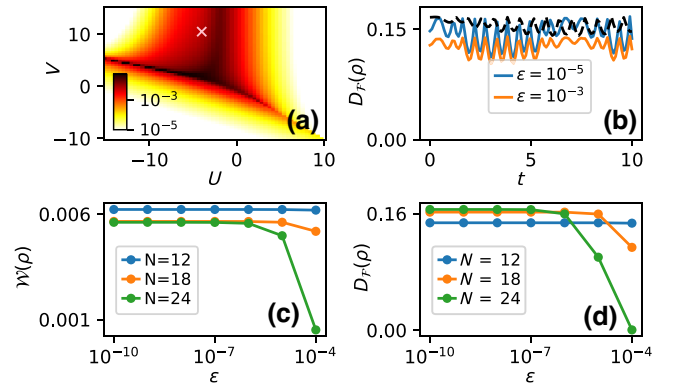 10
V
0
−10
10⁻³
10⁻⁵
(a)
−10
0
10
U
0.15
D_ℱ(ρ)
0.00
ε = 10⁻⁵
ε = 10⁻³
(b)
0
5
10
t
0.006
𝒲(ρ)
0.001
N=12
N=18
N=24
(c)
10⁻¹⁰
10⁻⁷
10⁻⁴
ε
0.16
D_ℱ(ρ)
0.00
N = 12
N = 18
N = 24
(d)
10⁻¹⁰
10⁻⁷
10⁻⁴
ε